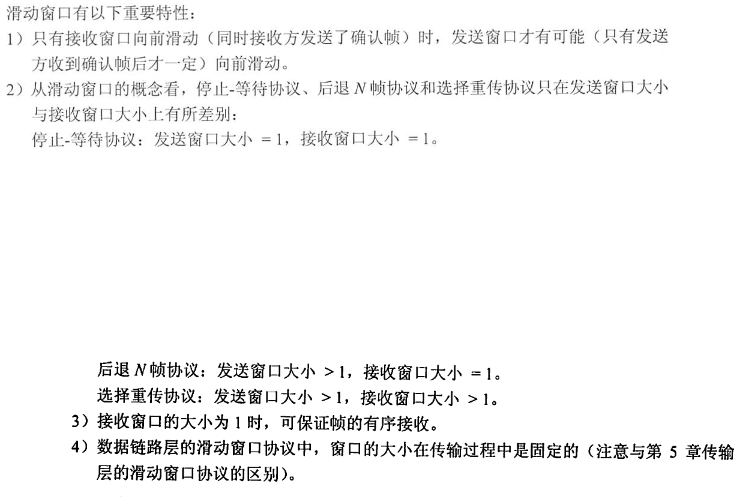 滑动窗口有以下重要特性：
1）只有接收窗口向前滑动（同时接收方发送了确认帧）时，发送窗口才有可能（只有发送
方收到确认帧后才一定）向前滑动。
2）从滑动窗口的概念看，停止-等待协议、后退 N 帧协议和选择重传协议只在发送窗口大小
与接收窗口大小上有所差别：
停止-等待协议：发送窗口大小 = 1，接收窗口大小 = 1。
后退 N 帧协议：发送窗口大小 > 1，接收窗口大小 = 1。
选择重传协议：发送窗口大小 > 1，接收窗口大小 > 1。
3）接收窗口的大小为 1 时，可保证帧的有序接收。
4）数据链路层的滑动窗口协议中，窗口的大小在传输过程中是固定的（注意与第 5 章传输
层的滑动窗口协议的区别）。